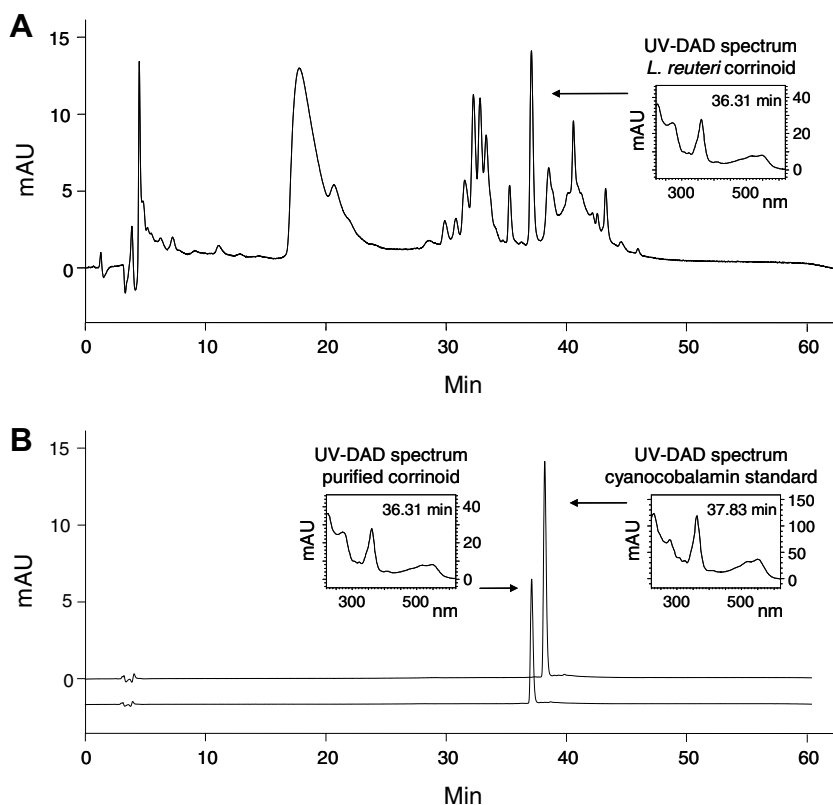 A
15
10
5
0
mAU
0 10 20 30 40 50 60
Min
UV-DAD spectrum
L. reuteri corrinoid
36.31 min
mAU
40
20
0
300 500 nm
B
15
10
5
0
mAU
0 10 20 30 40 50 60
Min
UV-DAD spectrum
purified corrinoid
36.31 min
mAU
40
20
0
300 500 nm
UV-DAD spectrum
cyanocobalamin standard
37.83 min
mAU
150
100
50
0
300 500 nm